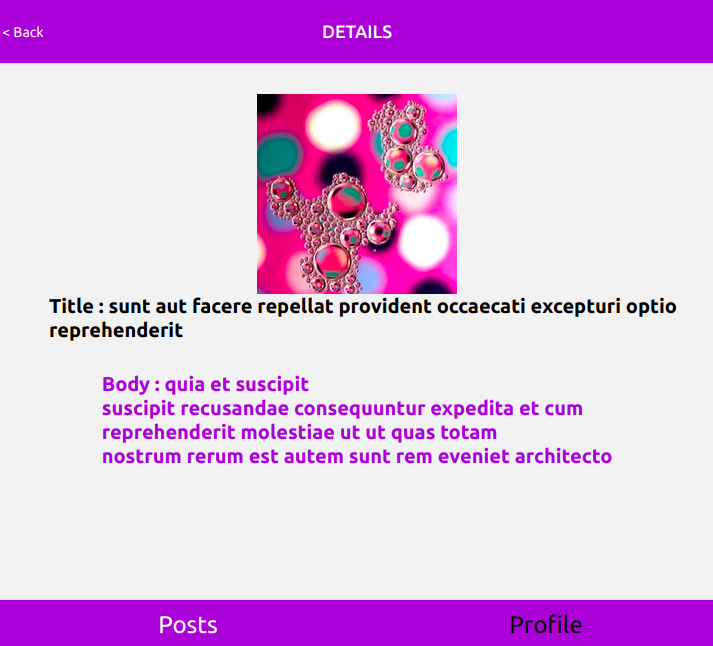 < Back
DETAILS
Title : sunt aut facere repellat provident occaecati excepturi optio
reprehenderit
Body : quia et suscipit
suscipit recusandae consequuntur expedita et cum
reprehenderit molestiae ut ut quas totam
nostrum rerum est autem sunt rem eveniet architecto
Posts
Profile